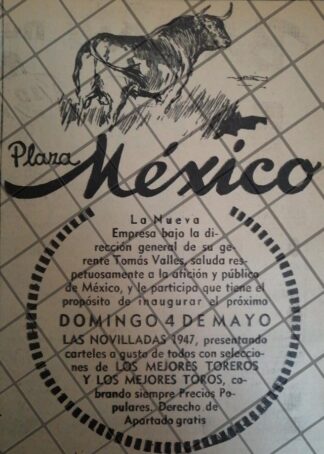 Plaza
México
La Nueva
Empresa bajo la di-
rección general de su ge-
rente Tomás Valles, saluda res-
petuosamente a la afición y público
de México, y le participa que tiene el
propósito de inaugurar el próximo
DOMINGO 4 DE MAYO
LAS NOVILLADAS 1947, presentando
carteles a gusto de todos con seleccio-
nes de LOS MEJORES TOREROS
Y LOS MEJORES TOROS, co-
brando siempre Precios Po-
pulares. Derecho de
Apartado gratis